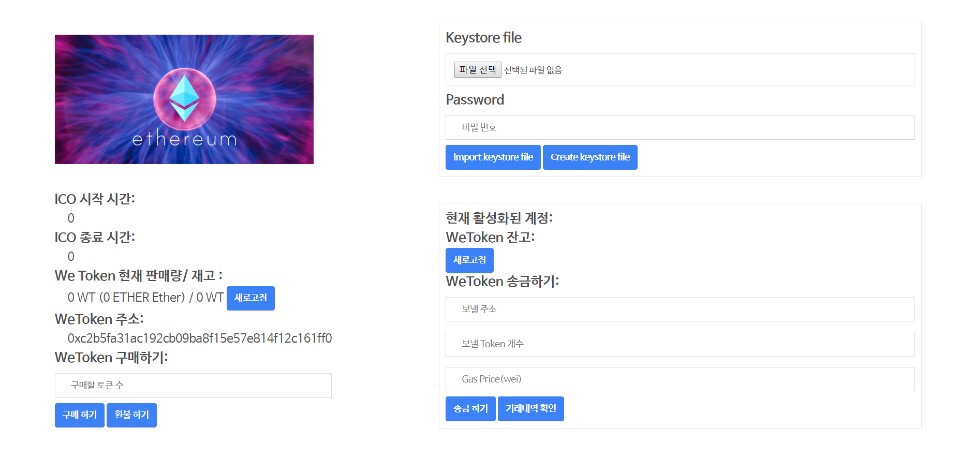 ethereum
ICO 시작 시간:
0
ICO 종료 시간:
0
We Token 현재 판매량/ 재고 :
0 WT (0 ETHER Ether) / 0 WT 새로고침
WeToken 주소:
0xc2b5fa31ac192cb09ba8f15e57e814f12c161ff0
WeToken 구매하기:
구매할 토큰 수
구매 하기 환불 하기
Keystore file
파일 선택 선택된 파일 없음
Password
비밀 번호
Import keystore file Create keystore file
현재 활성화된 계정:
WeToken 잔고:
새로고침
WeToken 송금하기:
보낼 주소
보낼 Token 개수
Gas Price(wei)
송금 하기 거래내역 확인